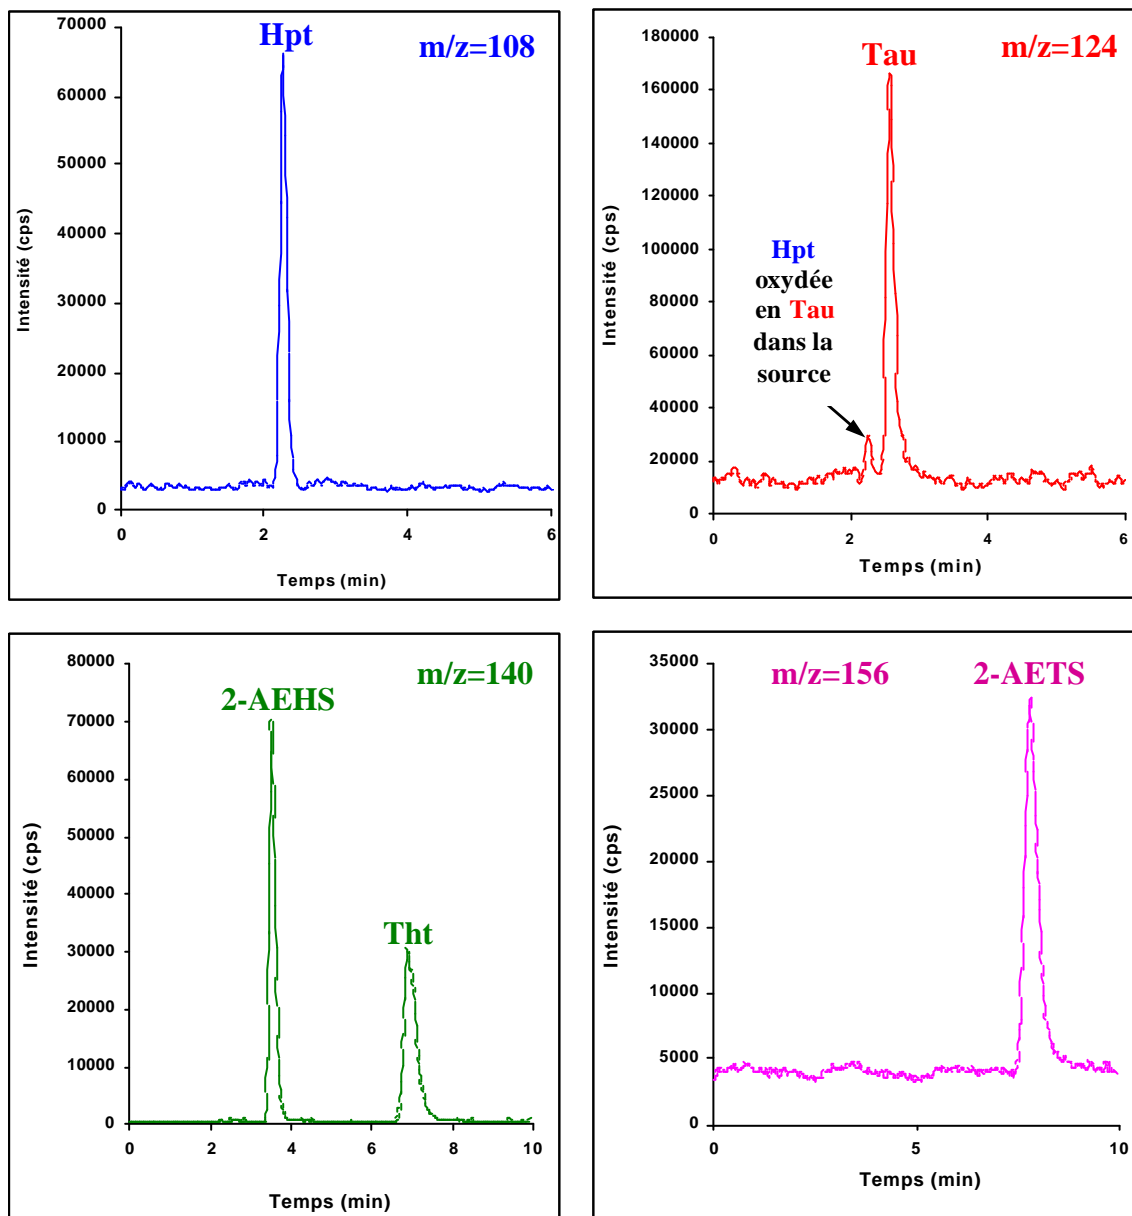 Hpt
m/z=108
70000
60000
50000
40000
30000
20000
10000
0
Intensité (cps)
0 2 4 6
Temps (min)
Tau
m/z=124
180000
160000
140000
120000
100000
80000
60000
40000
20000
0
Intensité (cps)
Hpt
oxydée
en Tau
dans la
source
0 2 4 6
Temps (min)
m/z=140
2-AEHS
Tht
80000
70000
60000
50000
40000
30000
20000
10000
0
Intensité (cps)
0 2 4 6 8 10
Temps (min)
m/z=156 2-AETS
35000
30000
25000
20000
15000
10000
5000
0
Intensité (cps)
0 5 10
Temps (min)